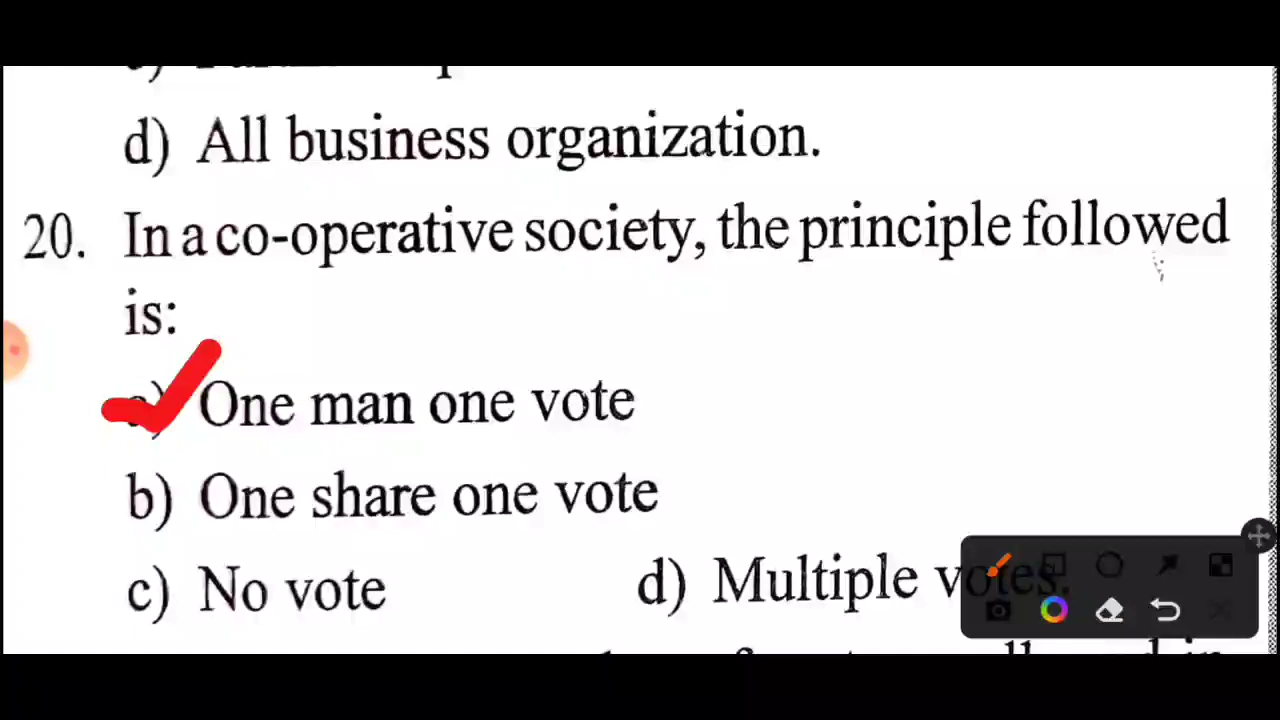 d) All business organization.
20. In a co-operative society, the principle followed
is:
One man one vote
b) One share one vote
c) No vote d) Multiple votes.